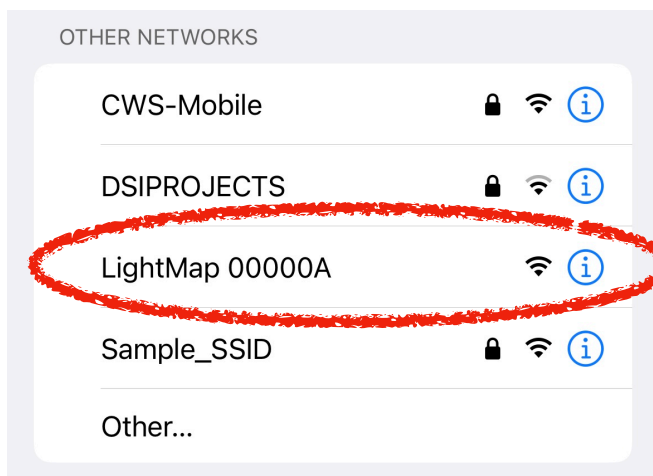 OTHER NETWORKS
CWS-Mobile
DSIPROJECTS
LightMap 00000A
Sample_SSID
Other...